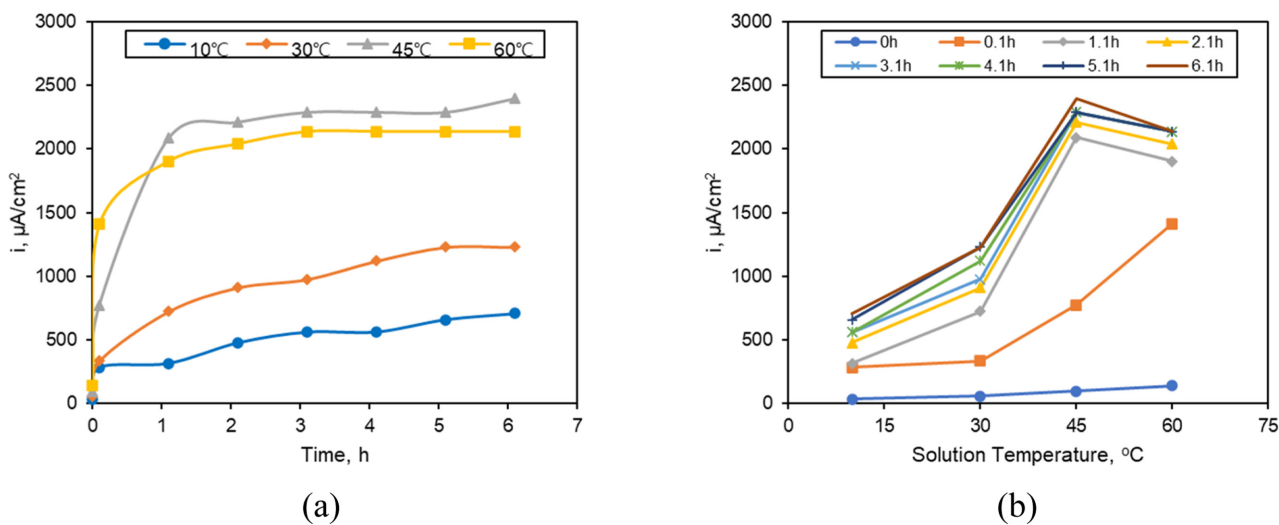 3000
2500
2000
1500
1000
500
0
i, μA/cm²
10℃ 30℃ 45℃ 60℃
0 1 2 3 4 5 6 7
Time, h
(a)
3000
2500
2000
1500
1000
500
0
i, μA/cm²
0h 0.1h 1.1h 2.1h
3.1h 4.1h 5.1h 6.1h
0 15 30 45 60 75
Solution Temperature, ᵒC
(b)